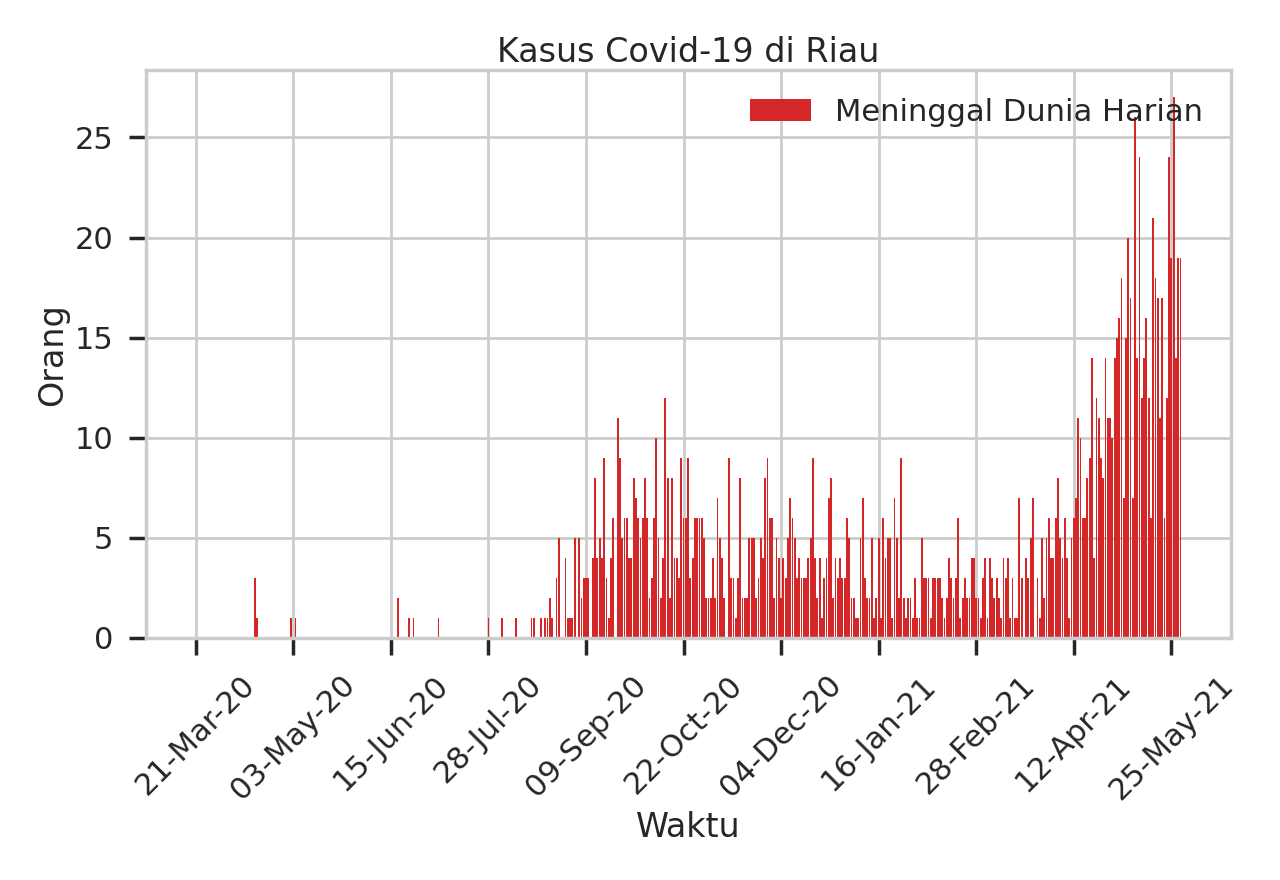 Kasus Covid-19 di Riau
Meninggal Dunia Harian
Orang
25
20
15
10
5
0
21-Mar-20
03-May-20
15-Jun-20
28-Jul-20
09-Sep-20
22-Oct-20
04-Dec-20
16-Jan-21
28-Feb-21
12-Apr-21
25-May-21
Waktu